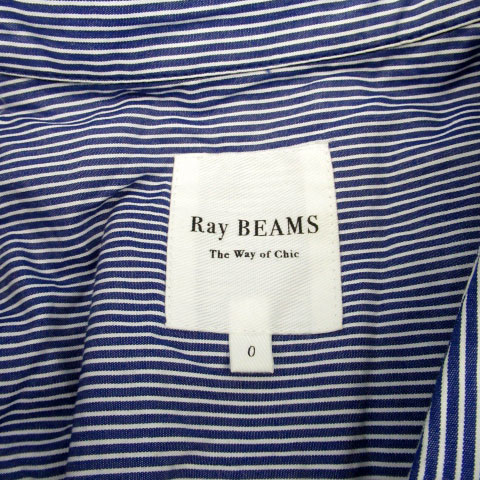 Ray BEAMS
The Way of Chic
0